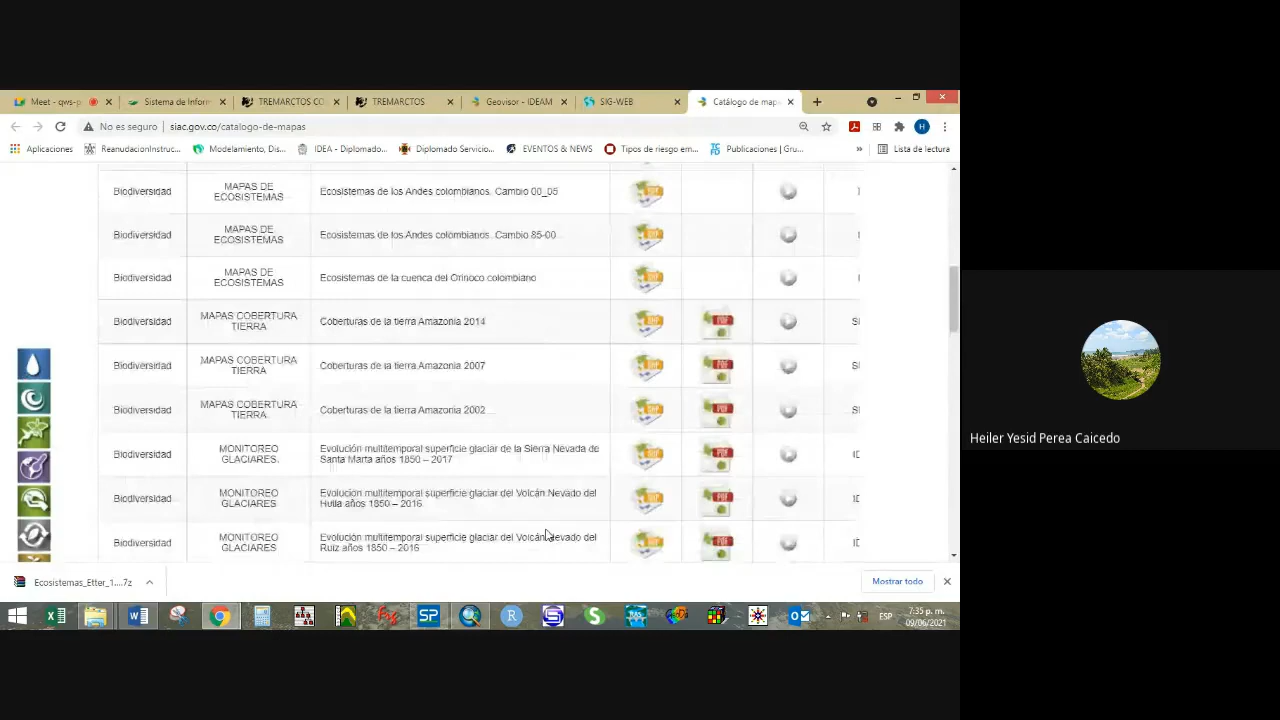 Meet - qws-p
Sistema de Inform
TREMARCTOS CO
TREMARCTOS
Geovisor - IDEAM
SIG-WEB
Catálogo de map
No es seguro
siac.gov.co/catalogo-de-mapas
Aplicaciones
ReanudacionInstruc...
Modelamiento, Dis...
IDEA - Diplomado...
Diplomado Servicio...
EVENTOS & NEWS
Tipos de riesgo em...
Publicaciones | Gru...
»
Lista de lectura
Biodiversidad
MAPAS DE
ECOSISTEMAS
Ecosistemas de los Andes colombianos. Cambio 00_05
Biodiversidad
MAPAS DE
ECOSISTEMAS
Ecosistemas de los Andes colombianos. Cambio 85-00
Biodiversidad
MAPAS DE
ECOSISTEMAS
Ecosistemas de la cuenca del Orinoco colombiano
Biodiversidad
MAPAS COBERTURA
TIERRA
Coberturas de la tierra Amazonia 2014
PDF
Biodiversidad
MAPAS COBERTURA
TIERRA
Coberturas de la tierra Amazonia 2007
PDF
Biodiversidad
MAPAS COBERTURA
TIERRA
Coberturas de la tierra Amazonia 2002
PDF
Biodiversidad
MONITOREO
GLACIARES
Evolución multitemporal superficie glaciar de la Sierra Nevada de
Santa Marta años 1850 – 2017
PDF
Biodiversidad
MONITOREO
GLACIARES
Evolución multitemporal superficie glaciar del Volcán Nevado del
Huila años 1850 – 2016
PDF
Biodiversidad
MONITOREO
GLACIARES
Evolución multitemporal superficie glaciar del Volcán Nevado del
Ruiz años 1850 – 2016
PDF
Heiler Yesid Perea Caicedo
Ecosistemas_Etter_1....7z
Mostrar todo
SP
R
ESP
7:35 p. m.
09/06/2021